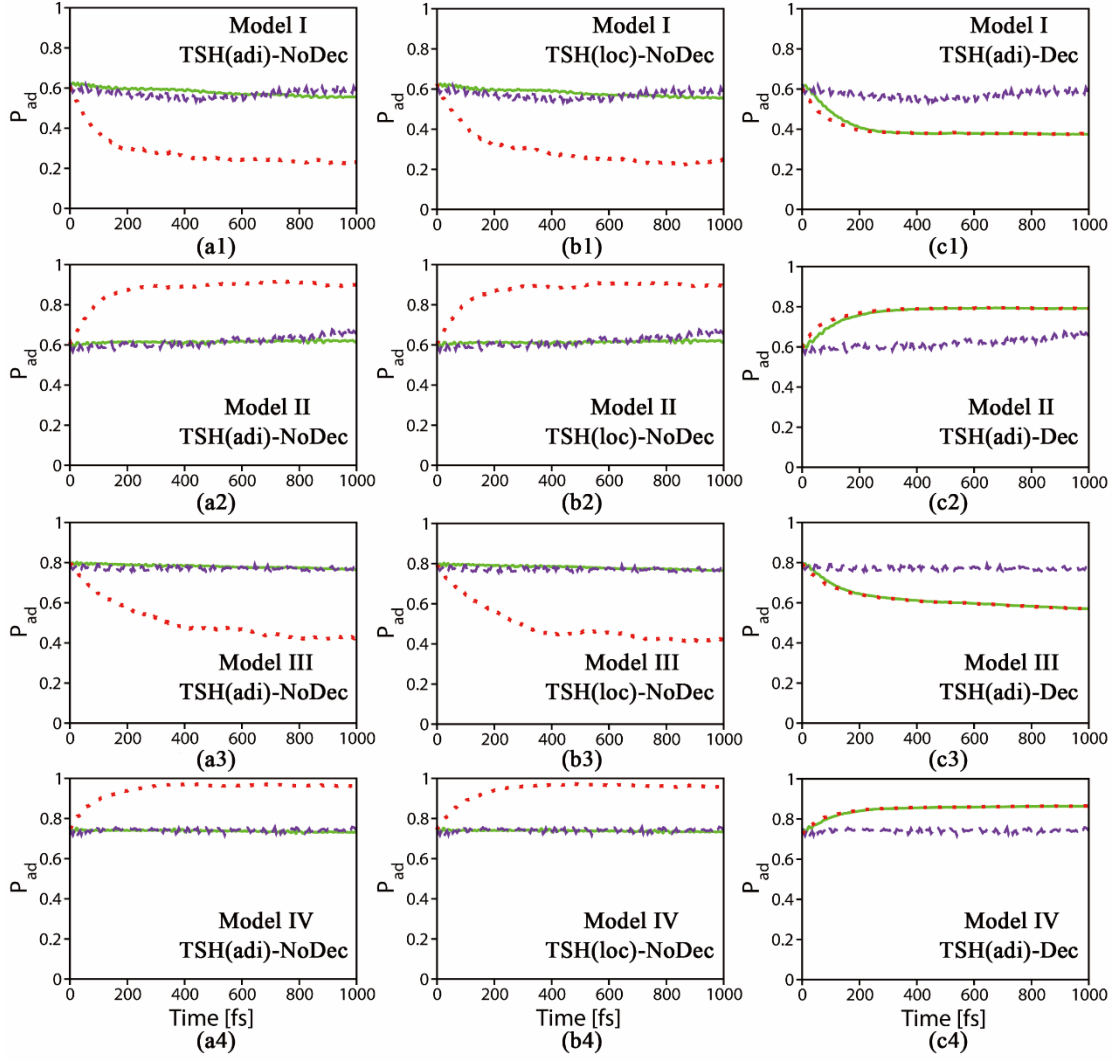 Model I
TSH(adi)-NoDec
P_ad
1
0.8
0.6
0.4
0.2
0
0 200 400 600 800 1000
(a1)
Model I
TSH(loc)-NoDec
P_ad
1
0.8
0.6
0.4
0.2
0
0 200 400 600 800 1000
(b1)
Model I
TSH(adi)-Dec
P_ad
1
0.8
0.6
0.4
0.2
0
0 200 400 600 800 1000
(c1)
Model II
TSH(adi)-NoDec
P_ad
1
0.8
0.6
0.4
0.2
0
0 200 400 600 800 1000
(a2)
Model II
TSH(loc)-NoDec
P_ad
1
0.8
0.6
0.4
0.2
0
0 200 400 600 800 1000
(b2)
Model II
TSH(adi)-Dec
P_ad
1
0.8
0.6
0.4
0.2
0
0 200 400 600 800 1000
(c2)
Model III
TSH(adi)-NoDec
P_ad
1
0.8
0.6
0.4
0.2
0
0 200 400 600 800 1000
(a3)
Model III
TSH(loc)-NoDec
P_ad
1
0.8
0.6
0.4
0.2
0
0 200 400 600 800 1000
(b3)
Model III
TSH(adi)-Dec
P_ad
1
0.8
0.6
0.4
0.2
0
0 200 400 600 800 1000
(c3)
Model IV
TSH(adi)-NoDec
P_ad
1
0.8
0.6
0.4
0.2
0
0 200 400 600 800 1000
Time [fs]
(a4)
Model IV
TSH(loc)-NoDec
P_ad
1
0.8
0.6
0.4
0.2
0
0 200 400 600 800 1000
Time [fs]
(b4)
Model IV
TSH(adi)-Dec
P_ad
1
0.8
0.6
0.4
0.2
0
0 200 400 600 800 1000
Time [fs]
(c4)